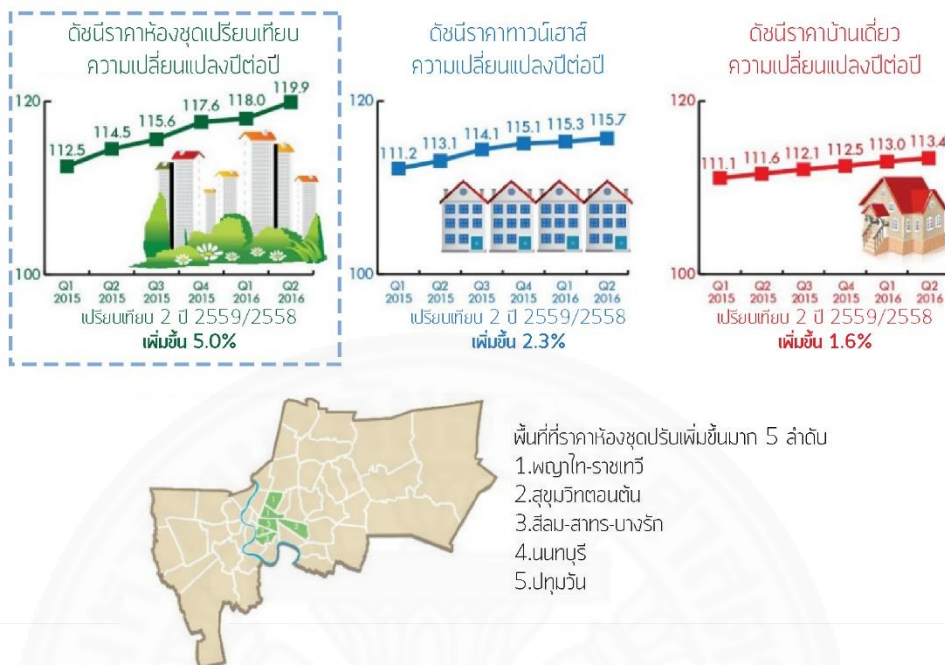 ดัชนีราคาห้องชุดเปรียบเทียบ
ความเปลี่ยนแปลงปีต่อปี
120
112.5 114.5 115.6 117.6 118.0 119.9
100
Q1 Q2 Q3 Q4 Q1 Q2
2015 2015 2015 2015 2016 2016
เปรียบเทียบ 2 ปี 2559/2558
เพิ่มขึ้น 5.0%
ดัชนีราคาทาวน์เฮาส์
ความเปลี่ยนแปลงปีต่อปี
120
111.2 113.1 114.1 115.1 115.3 115.7
100
Q1 Q2 Q3 Q4 Q1 Q2
2015 2015 2015 2015 2016 2016
เปรียบเทียบ 2 ปี 2559/2558
เพิ่มขึ้น 2.3%
ดัชนีราคาบ้านเดี่ยว
ความเปลี่ยนแปลงปีต่อปี
120
111.1 111.6 112.1 112.5 113.0 113.4
100
Q1 Q2 Q3 Q4 Q1 Q2
2015 2015 2015 2015 2016 2016
เปรียบเทียบ 2 ปี 2559/2558
เพิ่มขึ้น 1.6%
พื้นที่ที่ราคาห้องชุดปรับเพิ่มขึ้นมาก 5 ลำดับ
1.พญาไท-ราชเทวี
2.สุขุมวิทตอนต้น
3.สีลม-สาทร-บางรัก
4.นนทบุรี
5.ปทุมวัน